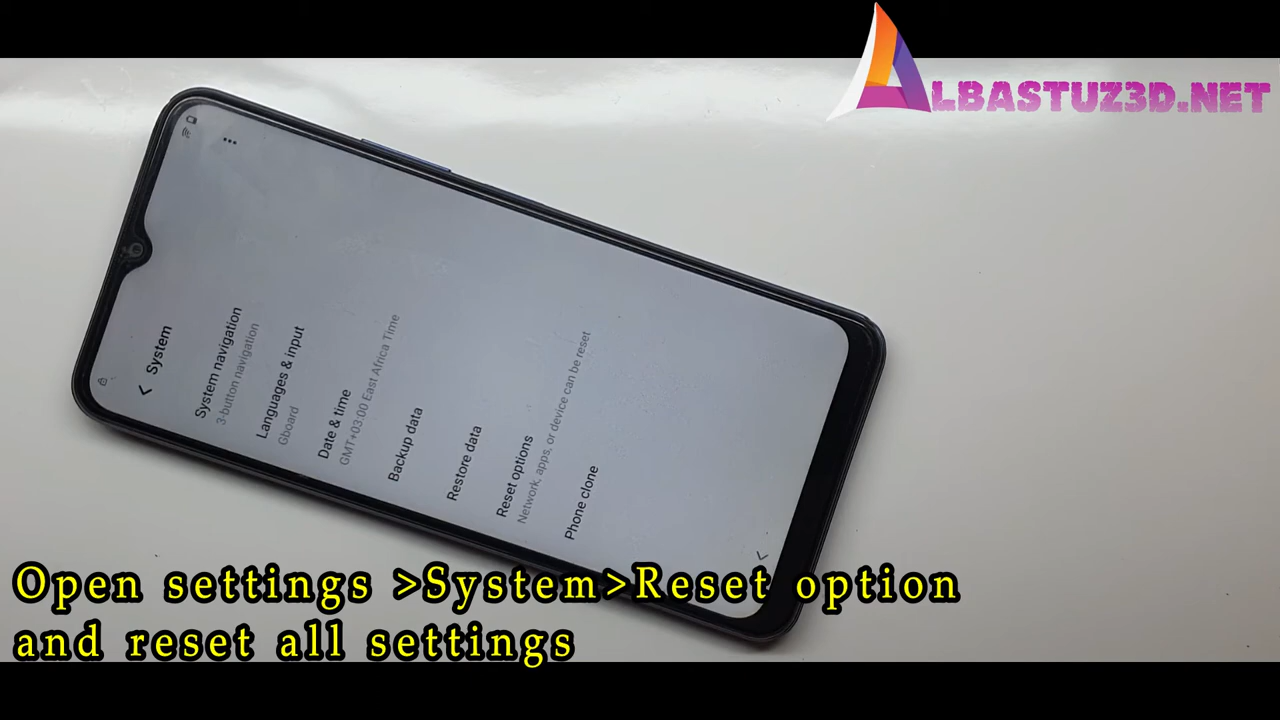 ALBASTUZ3D.NET
System
System navigation
3-button navigation
Languages & input
Gboard
Date & time
GMT+03:00 East Africa Time
Backup data
Restore data
Reset options
Network, apps, or device can be reset
Phone clone
Open settings >System>Reset option
and reset all settings